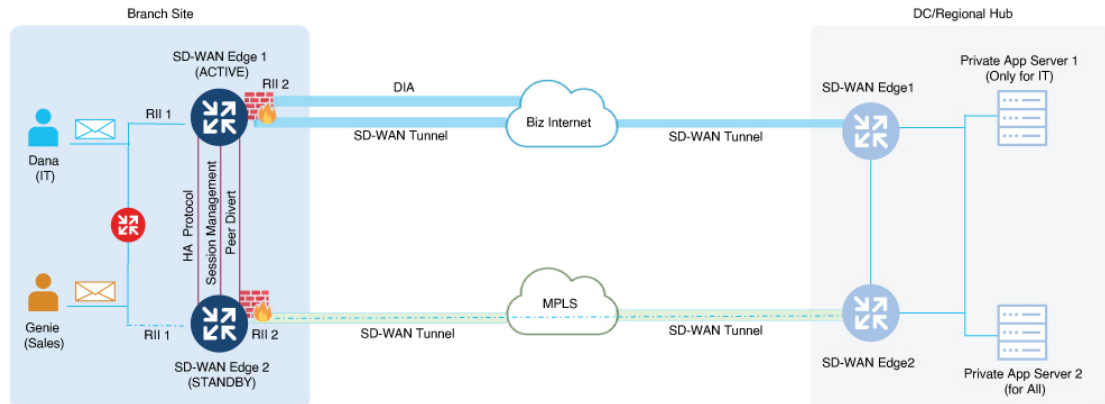 Branch Site
DC/Regional Hub
SD-WAN Edge 1
(ACTIVE)
RII 2
RII 1
DIA
SD-WAN Tunnel
Biz Internet
SD-WAN Tunnel
SD-WAN Edge1
Private App Server 1
(Only for IT)
Dana
(IT)
HA Protocol
Session Management
Peer Divert
Genie
(Sales)
RII 1
RII 2
SD-WAN Edge 2
(STANDBY)
SD-WAN Tunnel
MPLS
SD-WAN Tunnel
SD-WAN Edge2
Private App Server 2
(for All)